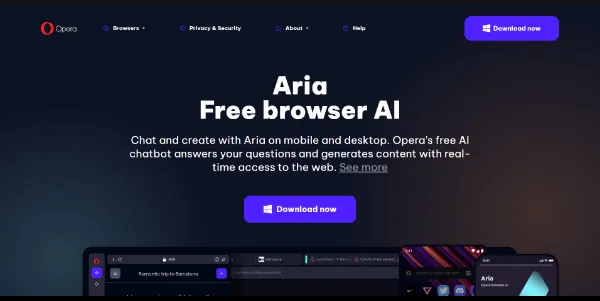 Opera
Browsers
Privacy & Security
About
Help
Download now
Aria
Free browser AI
Chat and create with Aria on mobile and desktop. Opera's free AI
chatbot answers your questions and generates content with real-
time access to the web. See more
Download now
Aria
Romantic trip to Barcelona
Aria